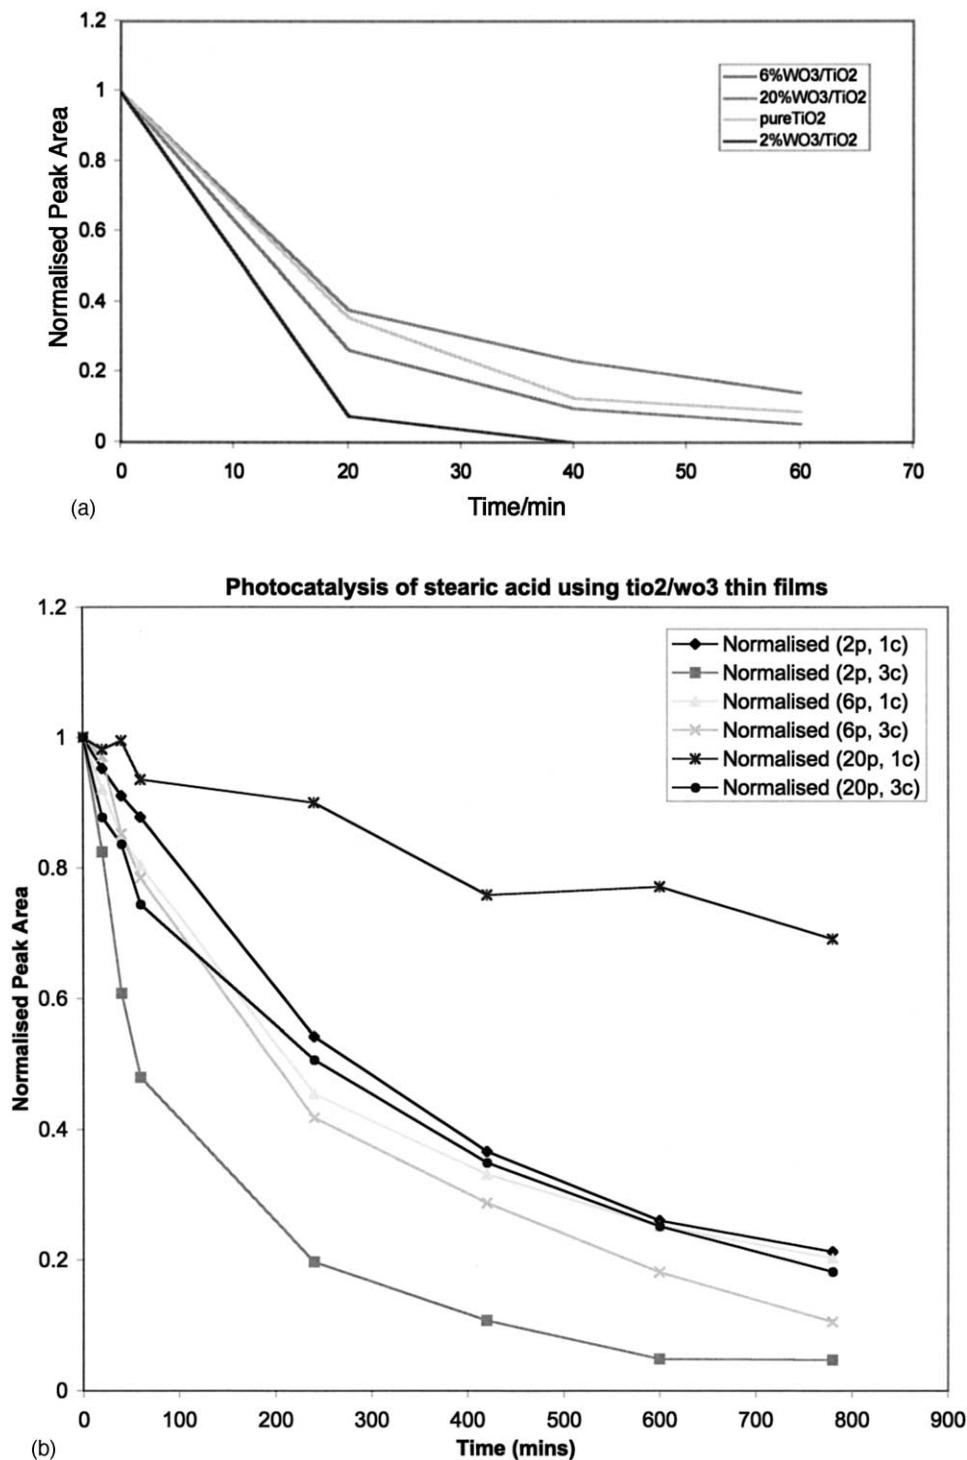 1.2
1
0.8
0.6
0.4
0.2
0
Normalised Peak Area
6%WO3/TiO2
20%WO3/TiO2
pureTiO2
2%WO3/TiO2
0 10 20 30 40 50 60 70
Time/min
(a)
Photocatalysis of stearic acid using tio2/wo3 thin films
1.2
1
0.8
0.6
0.4
0.2
0
Normalised Peak Area
Normalised (2p, 1c)
Normalised (2p, 3c)
Normalised (6p, 1c)
Normalised (6p, 3c)
Normalised (20p, 1c)
Normalised (20p, 3c)
0 100 200 300 400 500 600 700 800 900
Time (mins)
(b)